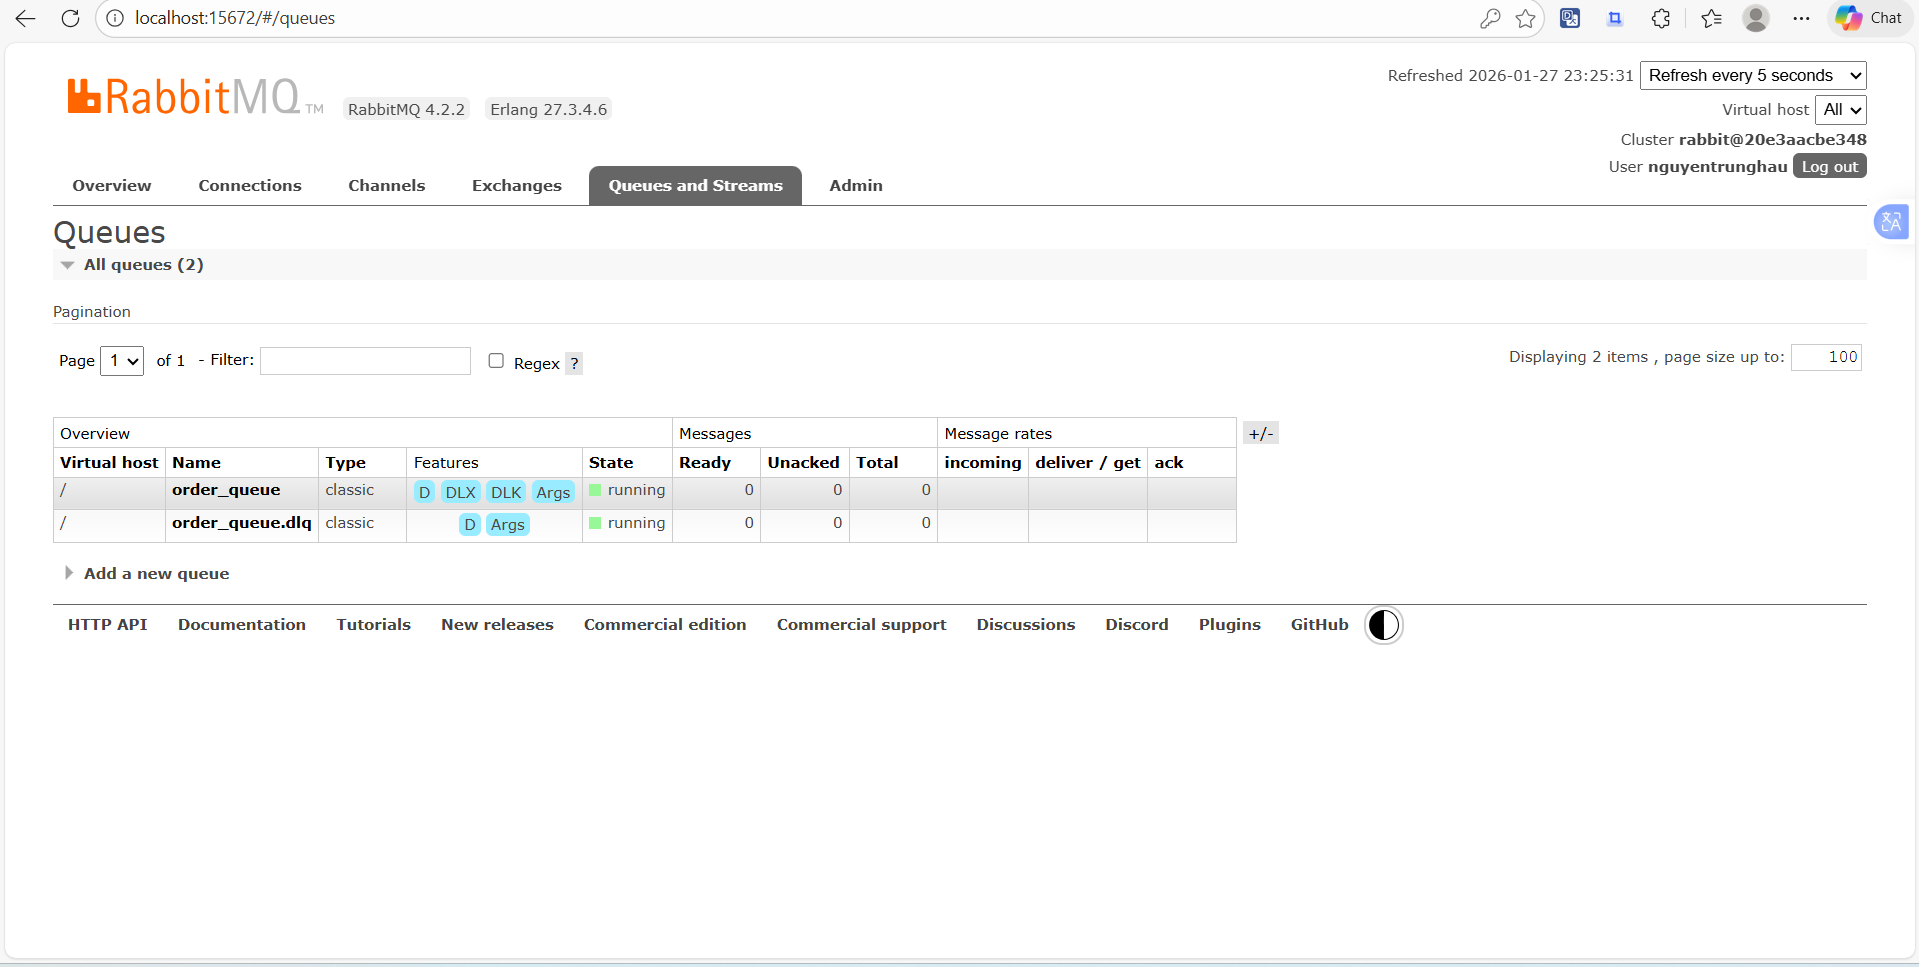 localhost:15672/#/queues
Chat
RabbitMQ TM
RabbitMQ 4.2.2 Erlang 27.3.4.6
Refreshed 2026-01-27 23:25:31 Refresh every 5 seconds
Virtual host All
Cluster rabbit@20e3aacbe348
User nguyentrunghau Log out
Overview Connections Channels Exchanges Queues and Streams Admin
Queues
All queues (2)
Pagination
Page 1 of 1 - Filter: Regex ?
Displaying 2 items , page size up to: 100
Overview Messages Message rates +/-
Virtual host Name Type Features State Ready Unacked Total incoming deliver / get ack
/ order_queue classic D DLX DLK Args running 0 0 0
/ order_queue.dlq classic D Args running 0 0 0
Add a new queue
HTTP API Documentation Tutorials New releases Commercial edition Commercial support Discussions Discord Plugins GitHub